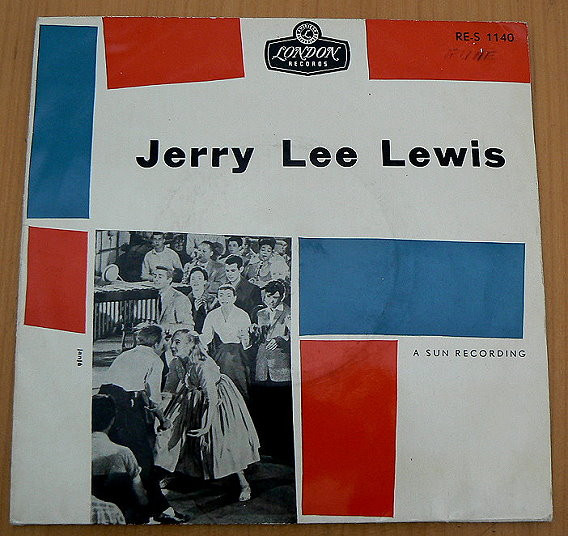 LONDON
RECORDS
RE-S 1140
Jerry Lee Lewis
A SUN RECORDING